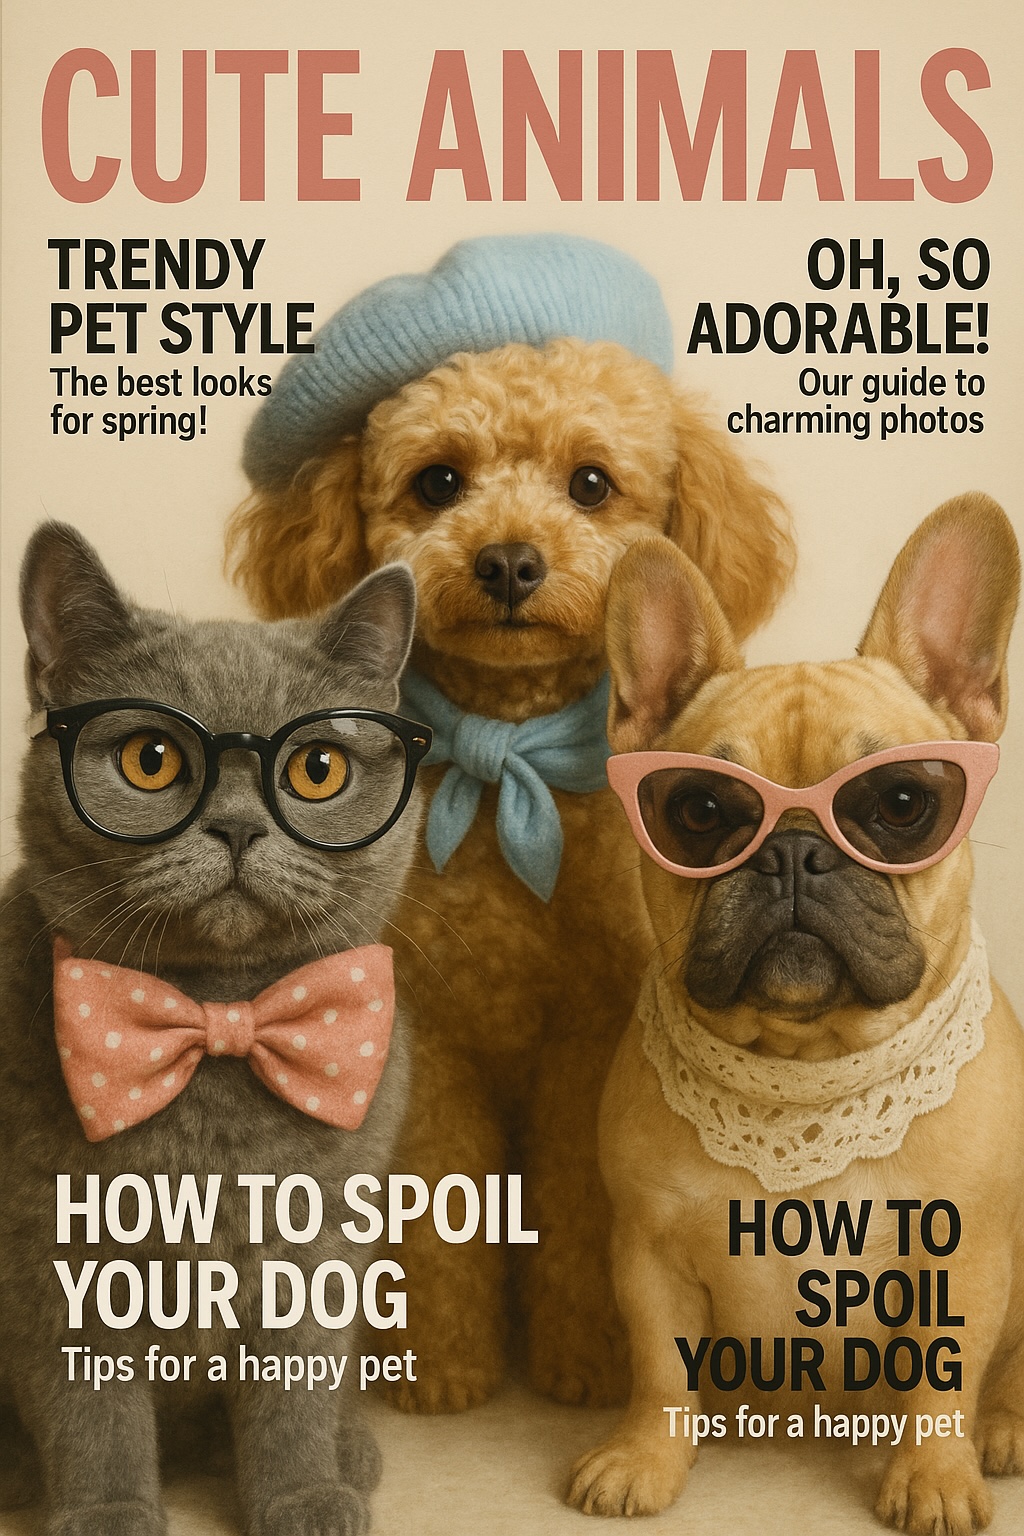 CUTE ANIMALS
TRENDY
PET STYLE
The best looks
for spring!
OH, SO
ADORABLE!
Our guide to
charming photos
HOW TO SPOIL
YOUR DOG
Tips for a happy pet
HOW TO
SPOIL
YOUR DOG
Tips for a happy pet